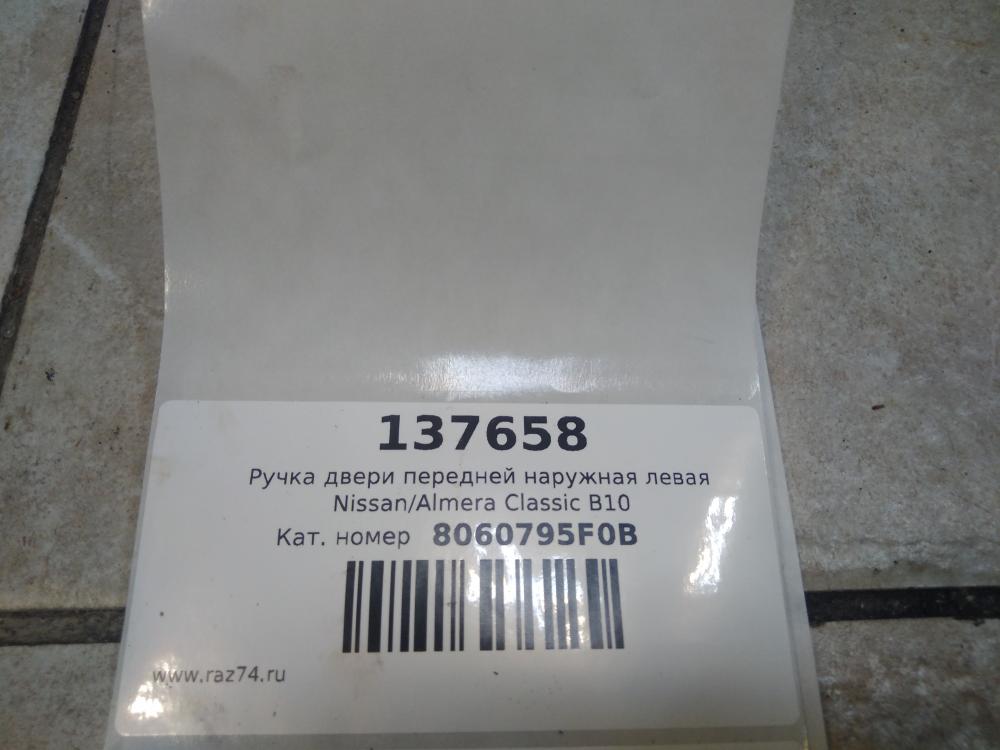 137658
Ручка двери передней наружная левая
Nissan/Almera Classic B10
Кат. номер 8060795F0B
www.raz74.ru